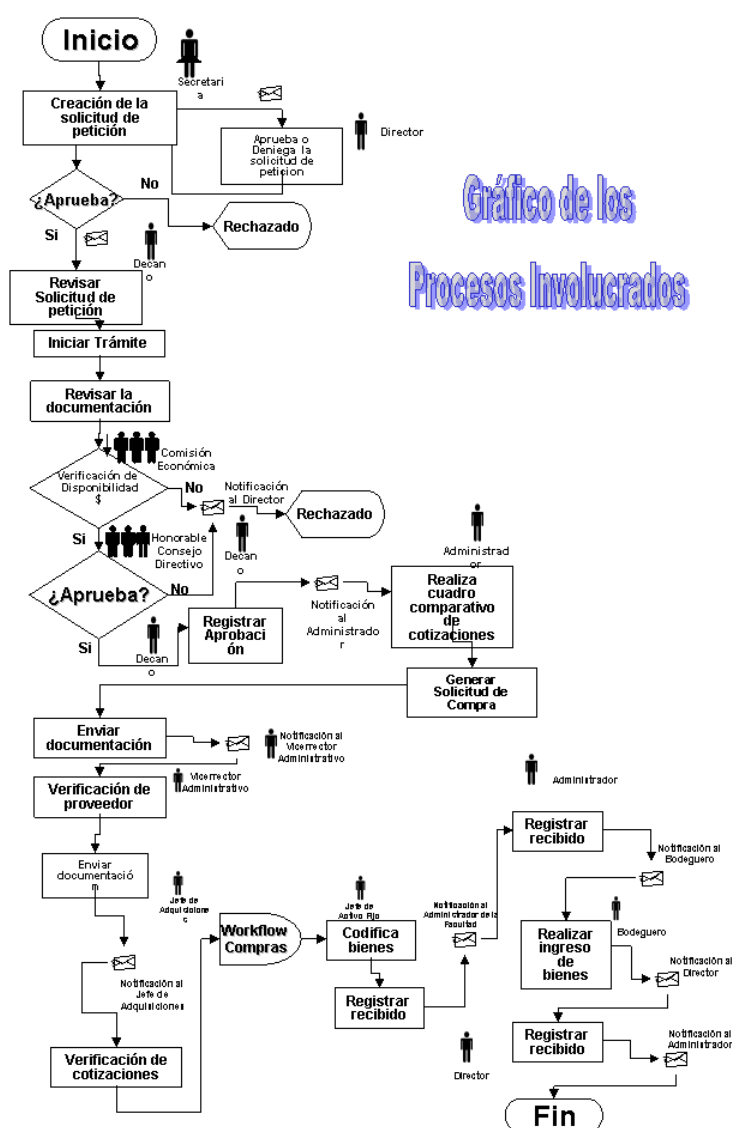 Inicio
Secretari
a
Creación de la
solicitud de
petición
Aprueba o
Deniega la
solicitud de
peticion
Director
Gráfico de los
Procesos Involucrados
¿Aprueba?
No
Rechazado
Si
Decan
o
Revisar
Solicitud de
petición
Iniciar Trámite
Revisar la
documentación
Comisión
Económica
Verificación de
Disponibilidad
$
No
Notificación
al Director
Rechazado
Si
Honorable
Consejo
Directivo
Decan
o
Administrad
or
¿Aprueba?
No
Si
Decan
o
Registrar
Aprobaci
ón
Notificación
al
Administrado
r
Realiza
cuadro
comparativo
de
cotizaciones
Generar
Solicitud de
Compra
Enviar
documentación
Notificación al
Vicerrector
Administrativo
Vicerrector
Administrativo
Verificación de
proveedor
Administrador
Registrar
recibido
Notificación al
Bodeguero
Enviar
documentació
n
Jefe de
Adquisicione
s
Workflow
Compras
Jefe de
Activo Fijo
Codifica
bienes
Notificación al
Administrador de la
Facultad
Realizar
ingreso
de
bienes
Bodeguero
Notificación al
Director
Notificación al
Jefe de
Adquisiciones
Registrar
recibido
Registrar
recibido
Notificación al
Administrador
Verificación de
cotizaciones
Director
Fin